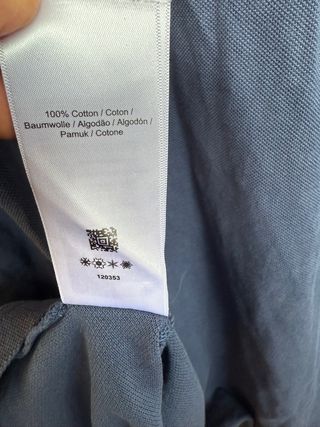 100% Cotton / Coton /
Baumwolle / Algodão / Algodón /
Pamuk / Cotone
120353